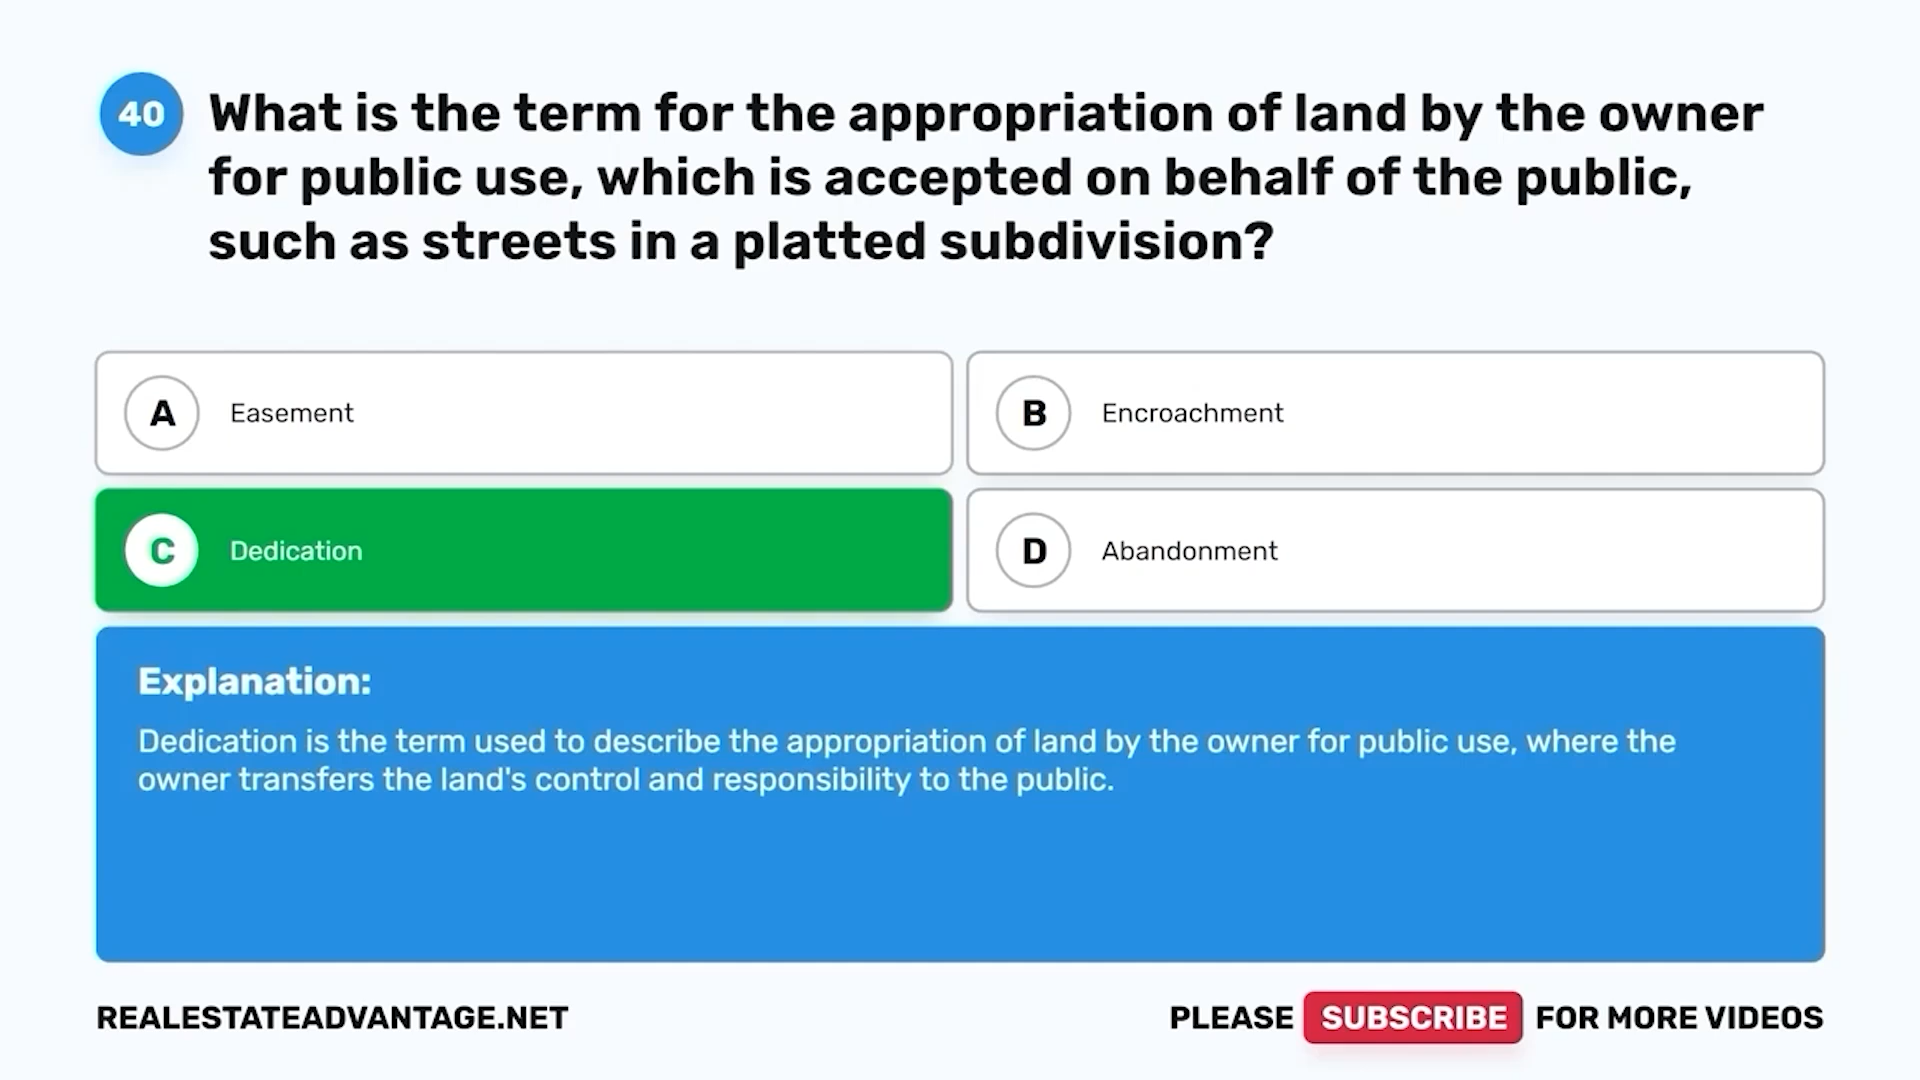 40
What is the term for the appropriation of land by the owner
for public use, which is accepted on behalf of the public,
such as streets in a platted subdivision?
A Easement
B Encroachment
C Dedication
D Abandonment
Explanation:
Dedication is the term used to describe the appropriation of land by the owner for public use, where the
owner transfers the land's control and responsibility to the public.
REALESTATEADVANTAGE.NET
PLEASE SUBSCRIBE FOR MORE VIDEOS